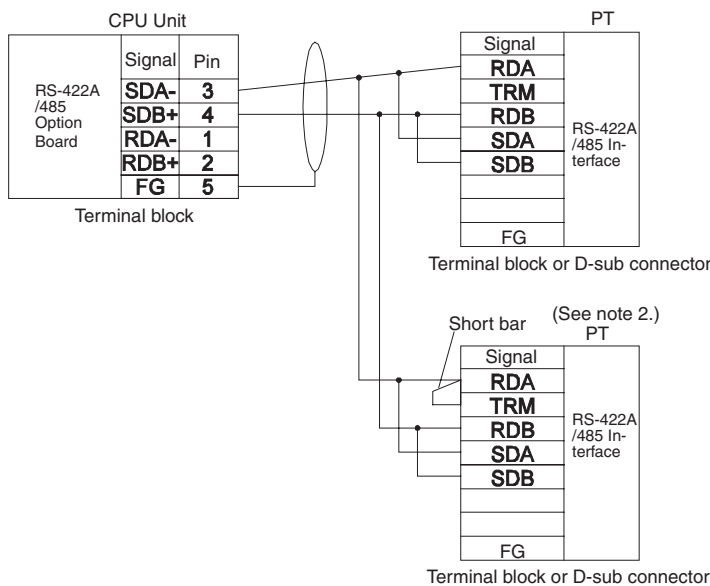 CPU Unit
Signal Pin
RS-422A
/485
Option
Board
SDA- 3
SDB+ 4
RDA- 1
RDB+ 2
FG 5
Terminal block
PT
Signal
RDA
TRM
RDB
SDA
SDB
FG
RS-422A
/485 In-
terface
Terminal block or D-sub connector
Short bar
(See note 2.)
PT
Signal
RDA
TRM
RDB
SDA
SDB
FG
RS-422A
/485 In-
terface
Terminal block or D-sub connector